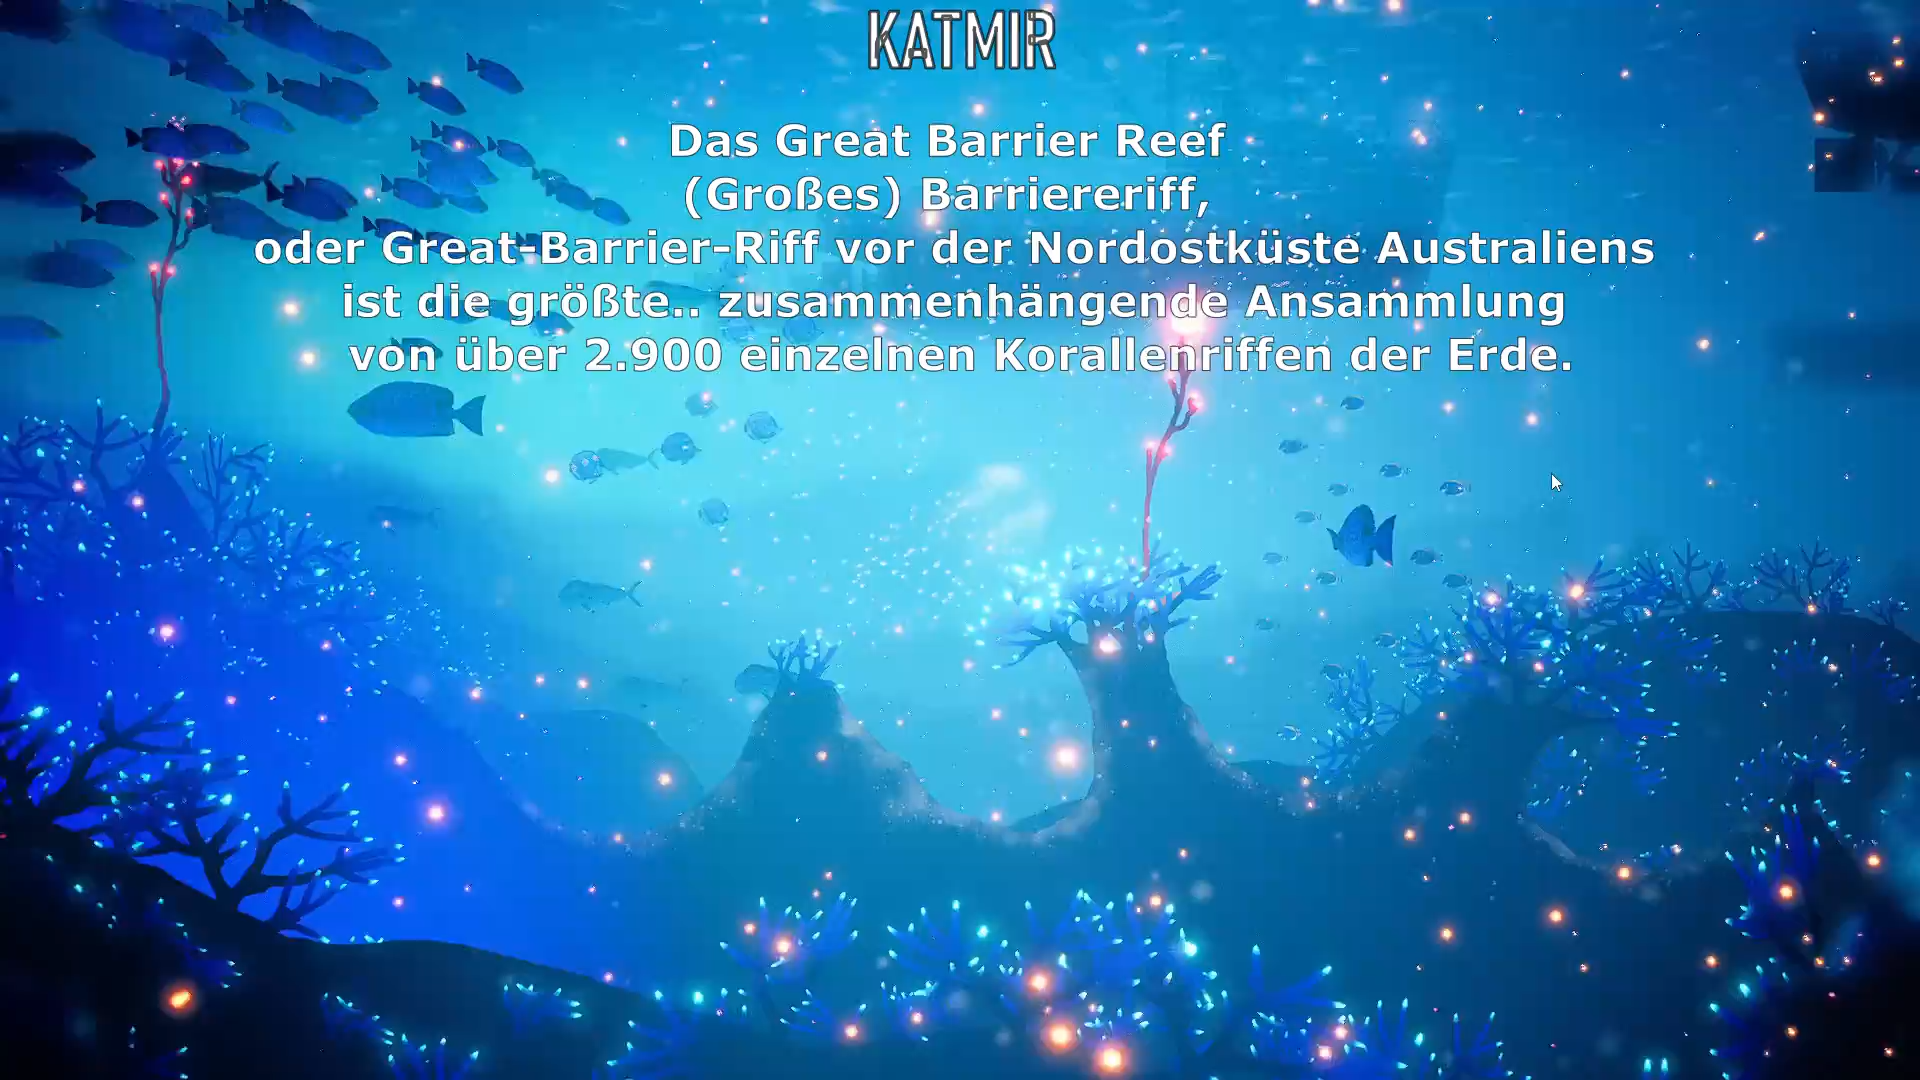 KATMIR
Das Great Barrier Reef
(Großes) Barriereriff,
oder Great-Barrier-Riff vor der Nordostküste Australiens
ist die größte.. zusammenhängende Ansammlung
von über 2.900 einzelnen Korallenriffen der Erde.